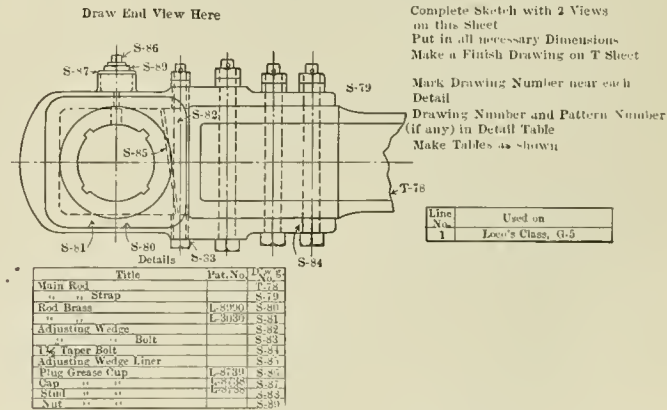 Draw End View Here
Complete Sketch with 2 Views
on this Sheet
Put in all necessary Dimensions
Make a Finish Drawing on T Sheet
Mark Drawing Number near each
Detail
Drawing Number and Pattern Number
(if any) in Detail Table
Make Tables as shown
S-86
S-87
S-89
S-79
S-82
S-85
T-78
S-81
S-80
S-33
S-84
Line No. Used on
1 Loco's Class, G-5
Details
Title Pat. No. No.
Main Rod T-78
" " Strap S-79
Rod Brass L-8990 S-80
" " L-3030 S-81
Adjusting Wedge S-82
" " Bolt S-83
Taper Bolt S-84
Adjusting Wedge Liner S-85
Plug Grease Cup L-8739 S-86
Cap " " L-8738 S-87
Stud " " S-88
Nut " " S-89